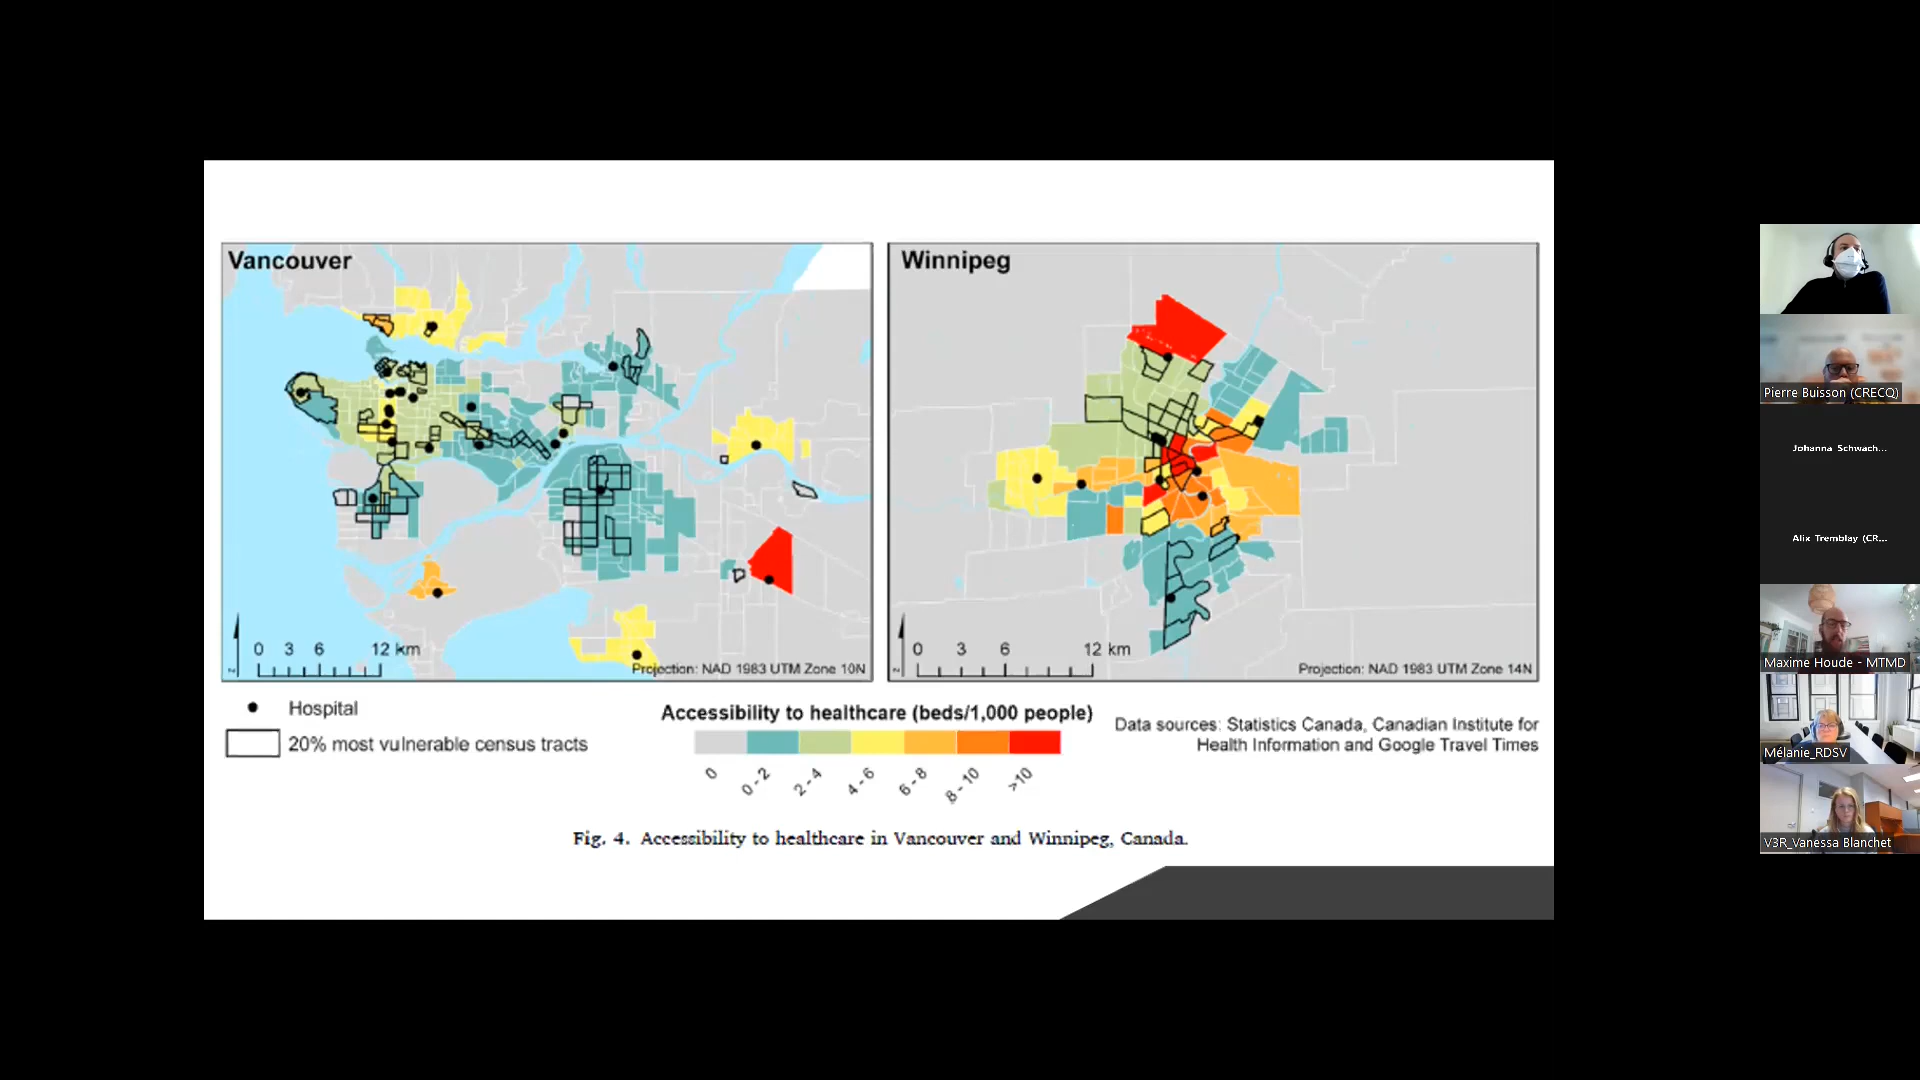 Vancouver
0 3 6 12 km
Projection: NAD 1983 UTM Zone 10N
Winnipeg
0 3 6 12 km
Projection: NAD 1983 UTM Zone 14N
Hospital
20% most vulnerable census tracts
Accessibility to healthcare (beds/1,000 people)
0
0 - 2
2 - 4
4 - 6
6 - 8
8 - 10
>10
Data sources: Statistics Canada, Canadian Institute for
Health Information and Google Travel Times
Fig. 4. Accessibility to healthcare in Vancouver and Winnipeg, Canada.
Pierre Buisson (CRECQ)
Johanna Schwach...
Alix Tremblay (CR...
Maxime Houde - MTMD
Mélanie_RDSV
V3R_Vanessa Blanchet